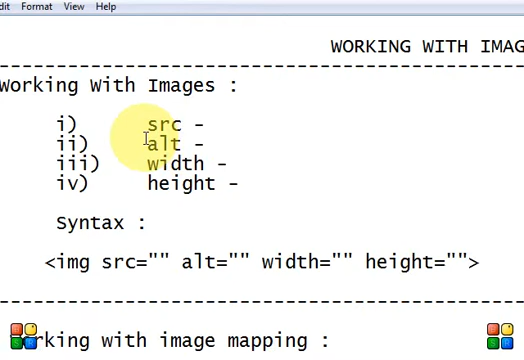 dit Format View Help
WORKING WITH IMAG
--------------------------------------------------
Working With Images :
i) src -
ii) alt -
iii) width -
iv) height -
Syntax :
<img src="" alt="" width="" height="">
--------------------------------------------------
rking with image mapping :